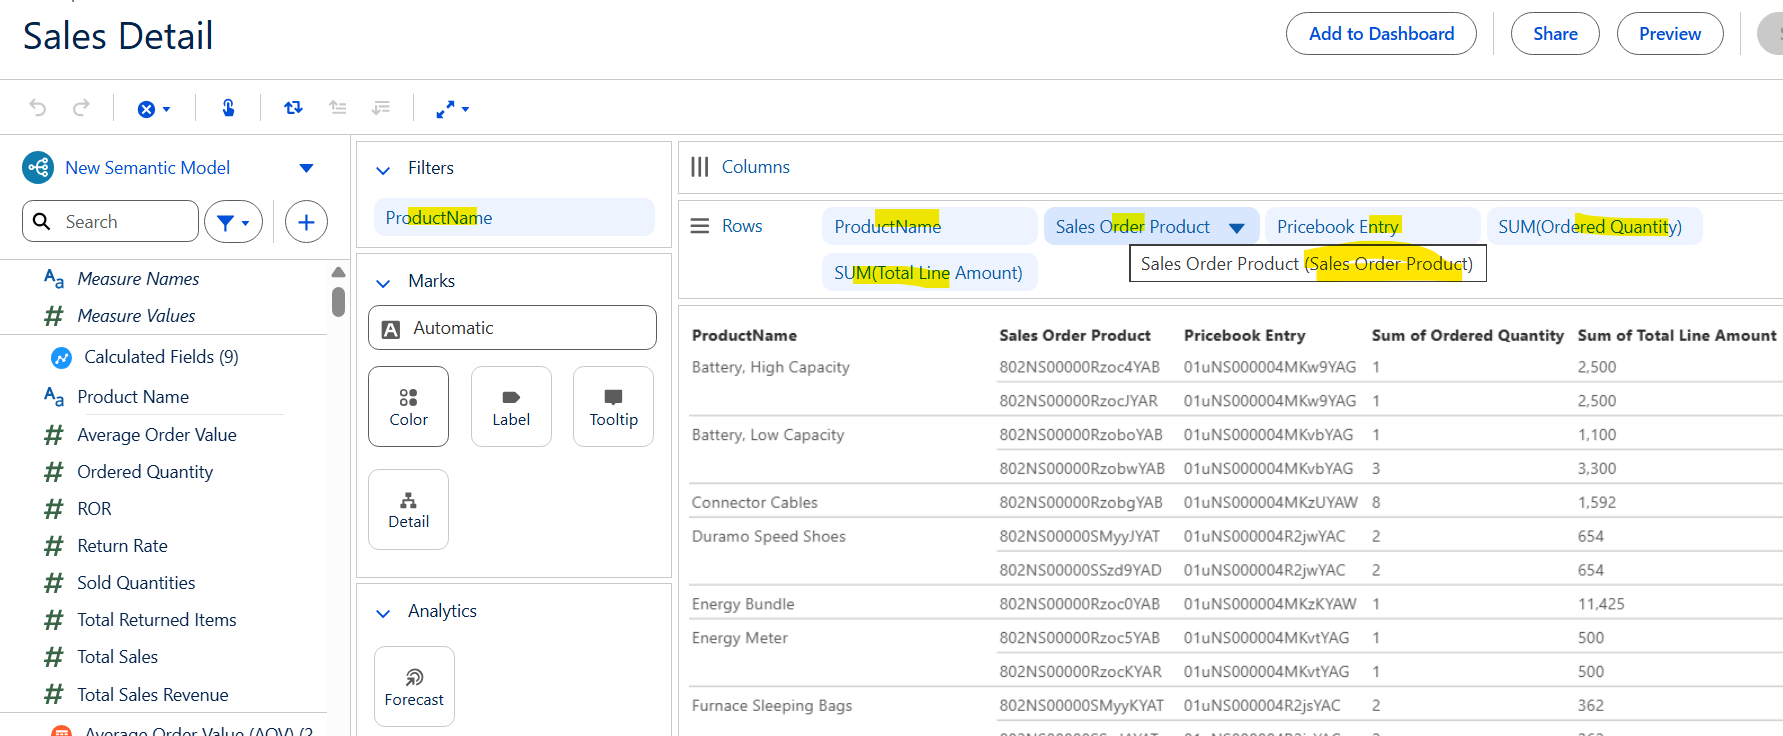 Sales Detail
Add to Dashboard
Share
Preview
New Semantic Model
Search
Measure Names
Measure Values
Calculated Fields (9)
Product Name
Average Order Value
Ordered Quantity
ROR
Return Rate
Sold Quantities
Total Returned Items
Total Sales
Total Sales Revenue
Average Order Value (AOV) (2
Filters
ProductName
Marks
Automatic
Color
Label
Tooltip
Detail
Analytics
Forecast
Columns
Rows
ProductName
Sales Order Product
Pricebook Entry
SUM(Ordered Quantity)
SUM(Total Line Amount)
Sales Order Product (Sales Order Product)
ProductName Sales Order Product Pricebook Entry Sum of Ordered Quantity Sum of Total Line Amount
Battery, High Capacity 802NS00000Rzoc4YAB 01uNS000004MKw9YAG 1 2,500
802NS00000RzocJYAR 01uNS000004MKw9YAG 1 2,500
Battery, Low Capacity 802NS00000RzoboYAB 01uNS000004MKvbYAG 1 1,100
802NS00000RzobwYAB 01uNS000004MKvbYAG 3 3,300
Connector Cables 802NS00000RzobgYAB 01uNS000004MKzUYAW 8 1,592
Duramo Speed Shoes 802NS00000SMyyJYAT 01uNS000004R2jwYAC 2 654
802NS00000SSzd9YAD 01uNS000004R2jwYAC 2 654
Energy Bundle 802NS00000Rzoc0YAB 01uNS000004MKzKYAW 1 11,425
Energy Meter 802NS00000Rzoc5YAB 01uNS000004MKvtYAG 1 500
802NS00000RzocKYAR 01uNS000004MKvtYAG 1 500
Furnace Sleeping Bags 802NS00000SMyyKYAT 01uNS000004R2jsYAC 2 362